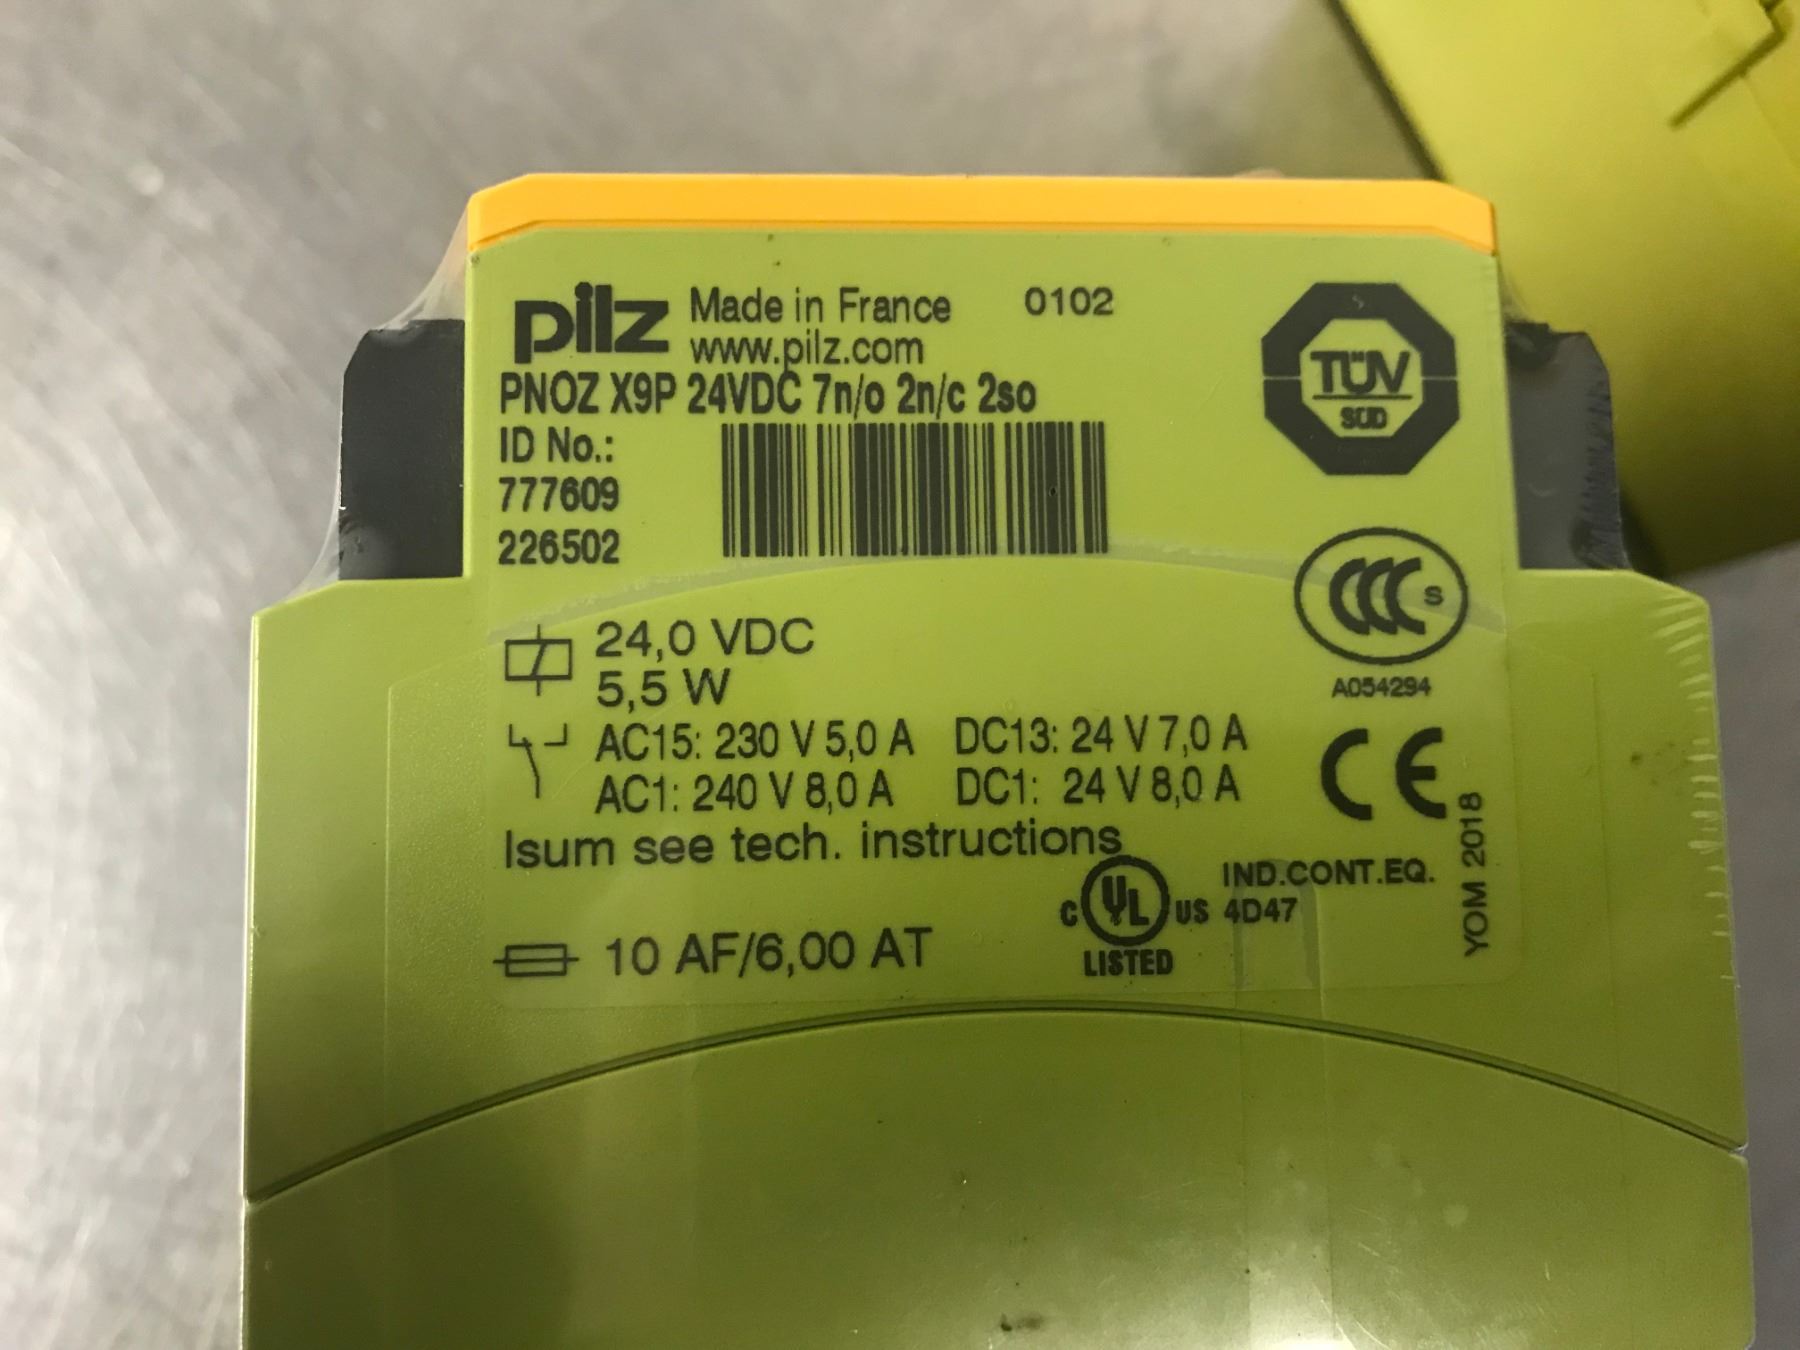 pilz Made in France 0102
www.pilz.com
PNOZ X9P 24VDC 7n/o 2n/c 2so
ID No.:
777609
226502
TÜV
SÜD
CCC S
A054294
24,0 VDC
5,5 W
AC15: 230 V 5,0 A DC13: 24 V 7,0 A
AC1: 240 V 8,0 A DC1: 24 V 8,0 A
CE
Isum see tech. instructions
YOM 2018
C UL US IND.CONT.EQ.
4D47
LISTED
10 AF/6,00 AT